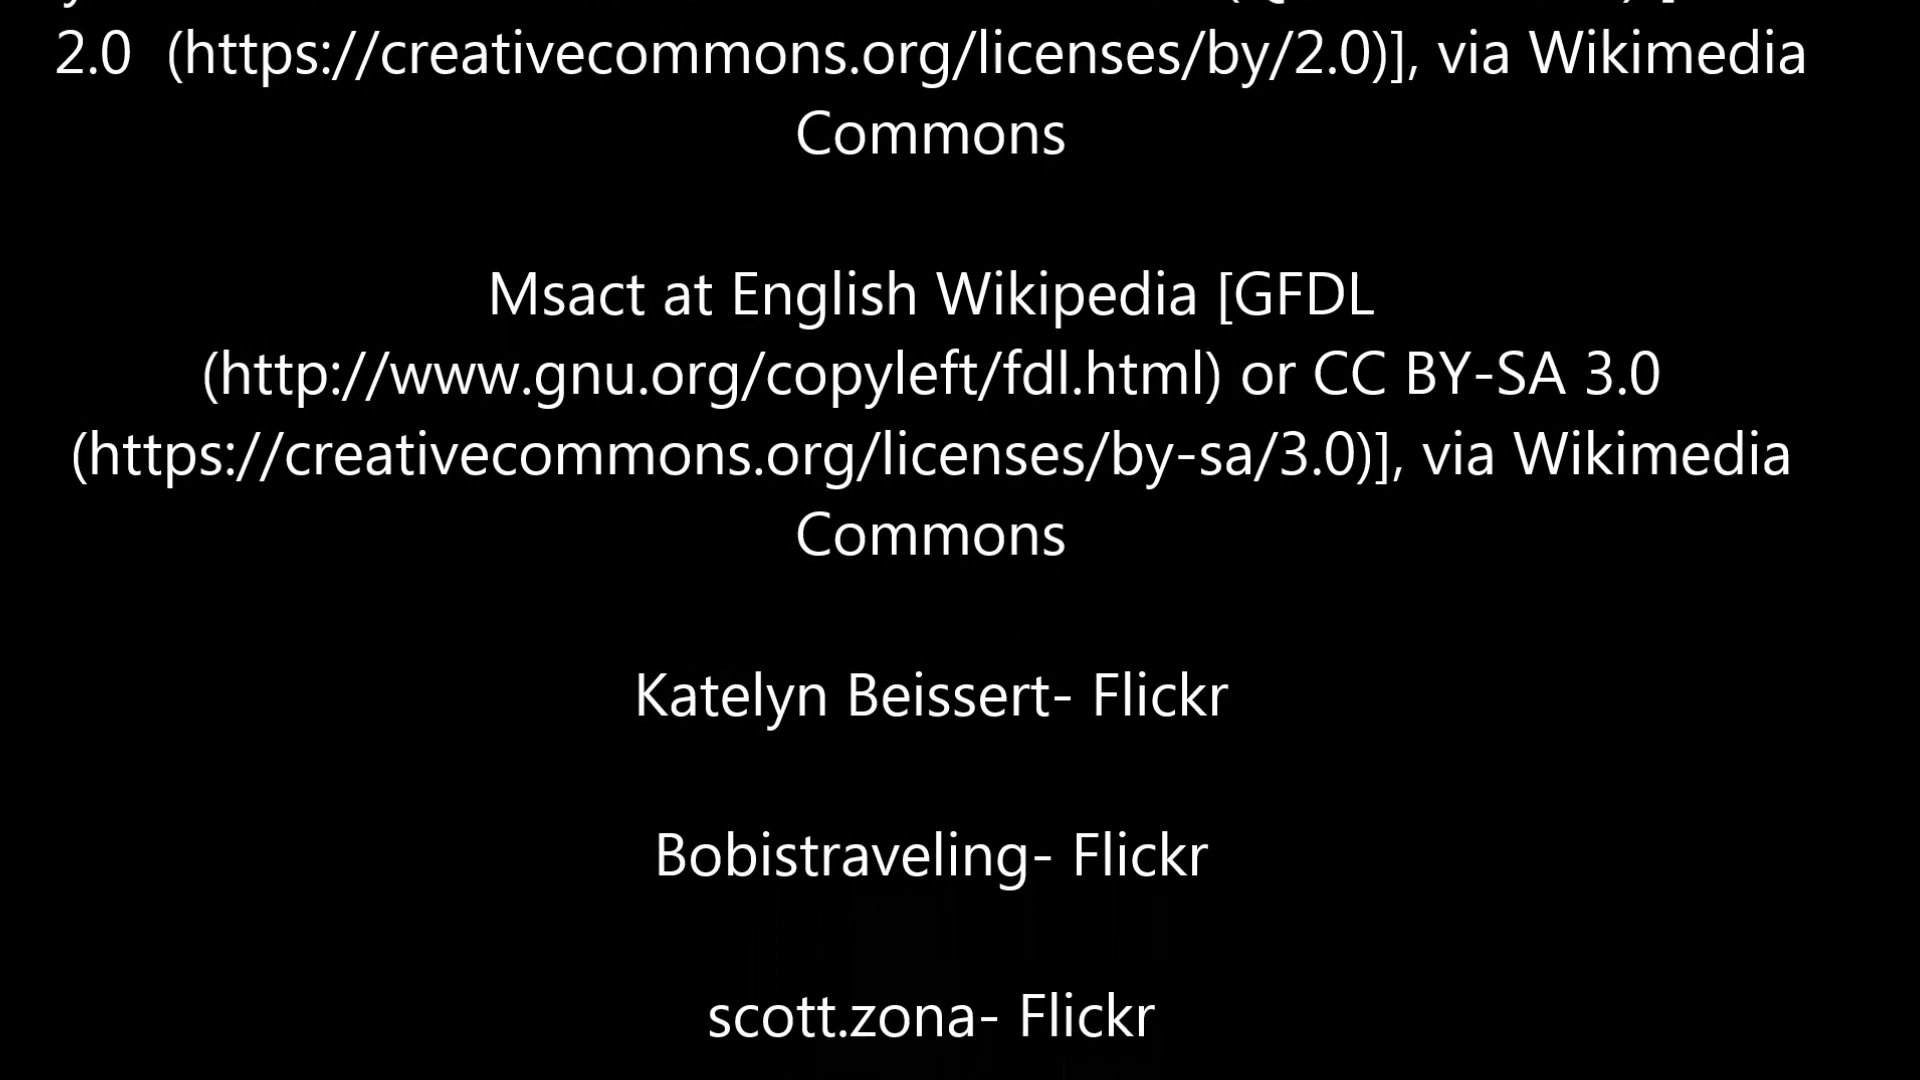 2.0  (https://creativecommons.org/licenses/by/2.0)], via Wikimedia
Commons
Msact at English Wikipedia [GFDL
(http://www.gnu.org/copyleft/fdl.html) or CC BY-SA 3.0
(https://creativecommons.org/licenses/by-sa/3.0)], via Wikimedia
Commons
Katelyn Beissert- Flickr
Bobistraveling- Flickr
scott.zona- Flickr